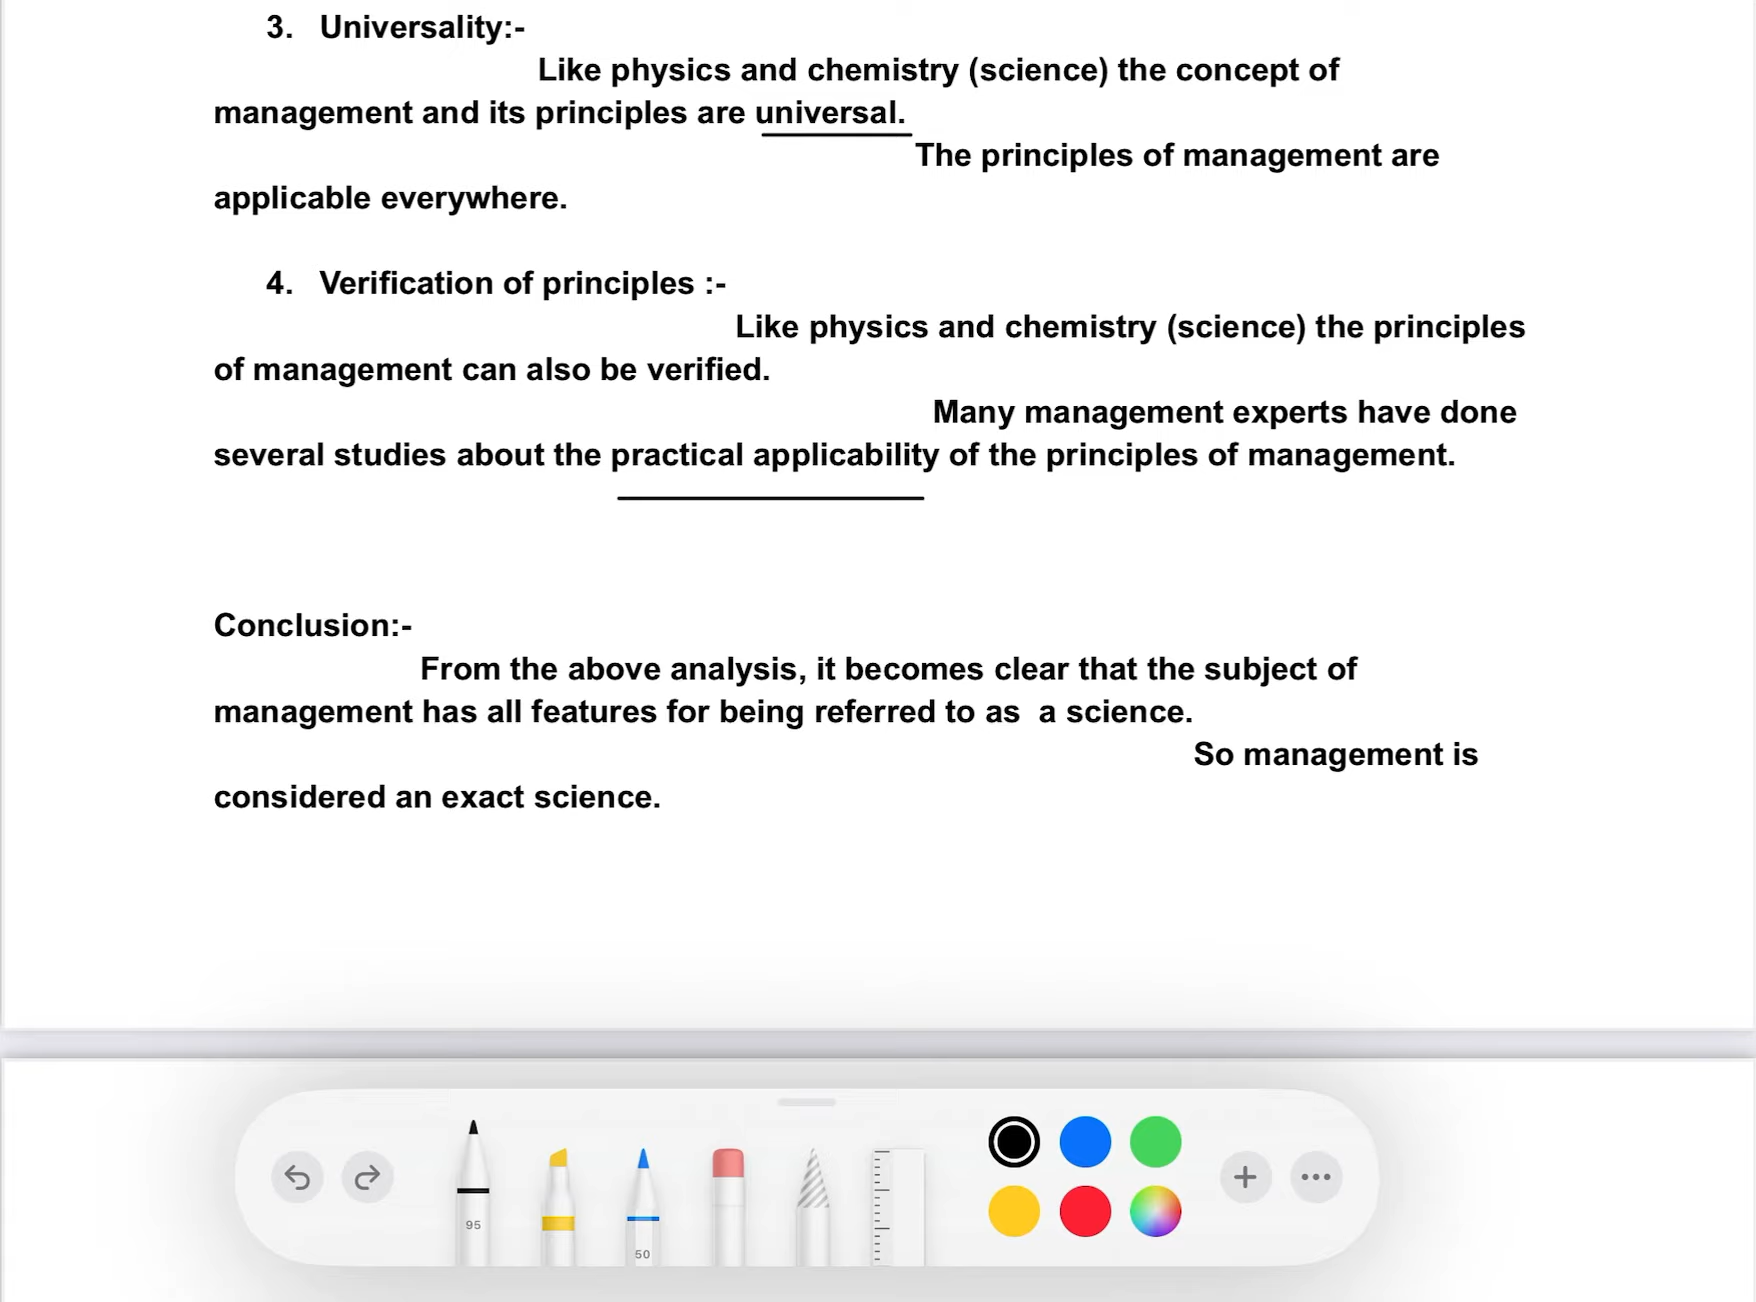 3. Universality:-
Like physics and chemistry (science) the concept of
management and its principles are universal.
The principles of management are
applicable everywhere.
4. Verification of principles :-
Like physics and chemistry (science) the principles
of management can also be verified.
Many management experts have done
several studies about the practical applicability of the principles of management.
Conclusion:-
From the above analysis, it becomes clear that the subject of
management has all features for being referred to as  a science.
So management is
considered an exact science.
95
50